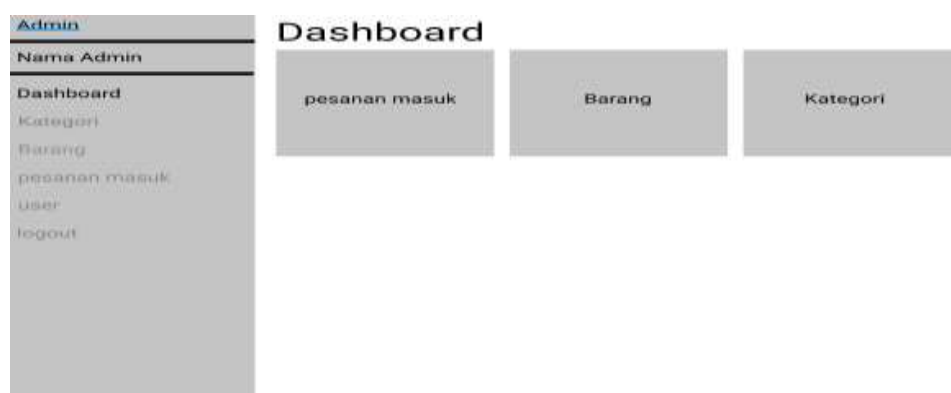 Admin
Nama Admin
Dashboard
Kategori
Barang
pesanan masuk
user
logout
Dashboard
pesanan masuk
Barang
Kategori